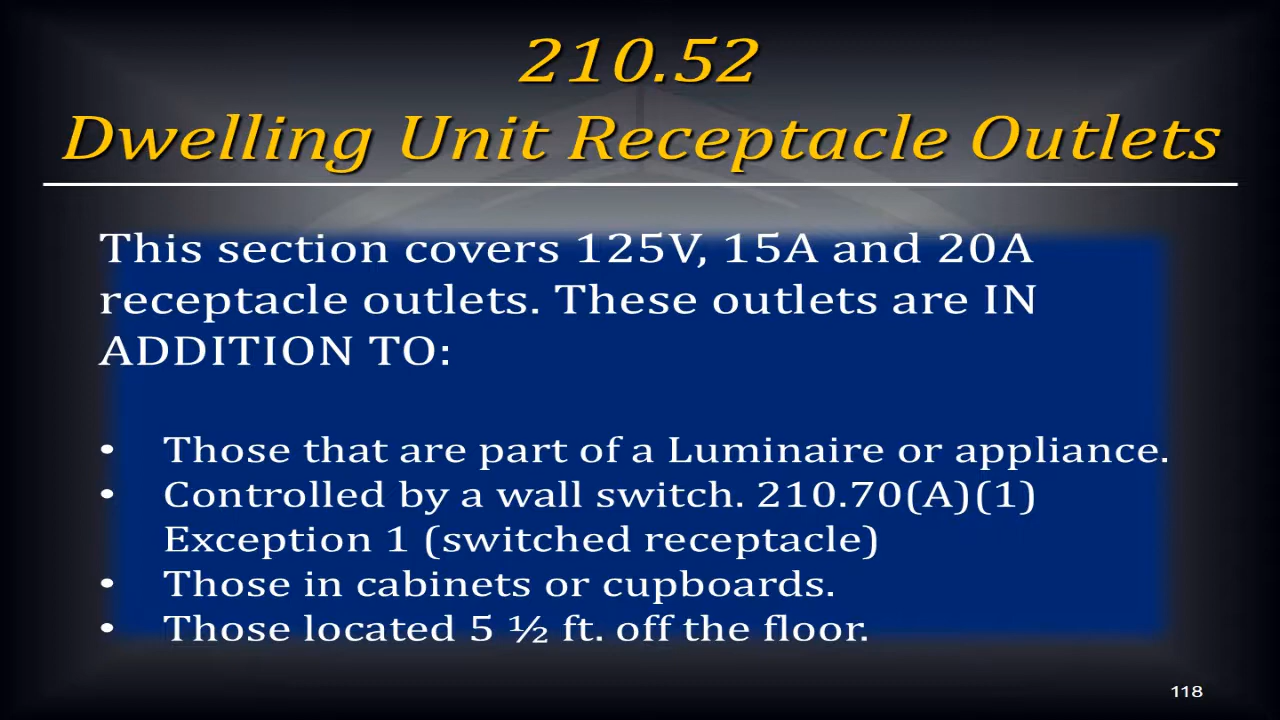 210.52
Dwelling Unit Receptacle Outlets
This section covers 125V, 15A and 20A
receptacle outlets. These outlets are IN
ADDITION TO:
• Those that are part of a Luminaire or appliance.
• Controlled by a wall switch. 210.70(A)(1)
Exception 1 (switched receptacle)
• Those in cabinets or cupboards.
• Those located 5 ½ ft. off the floor.
118